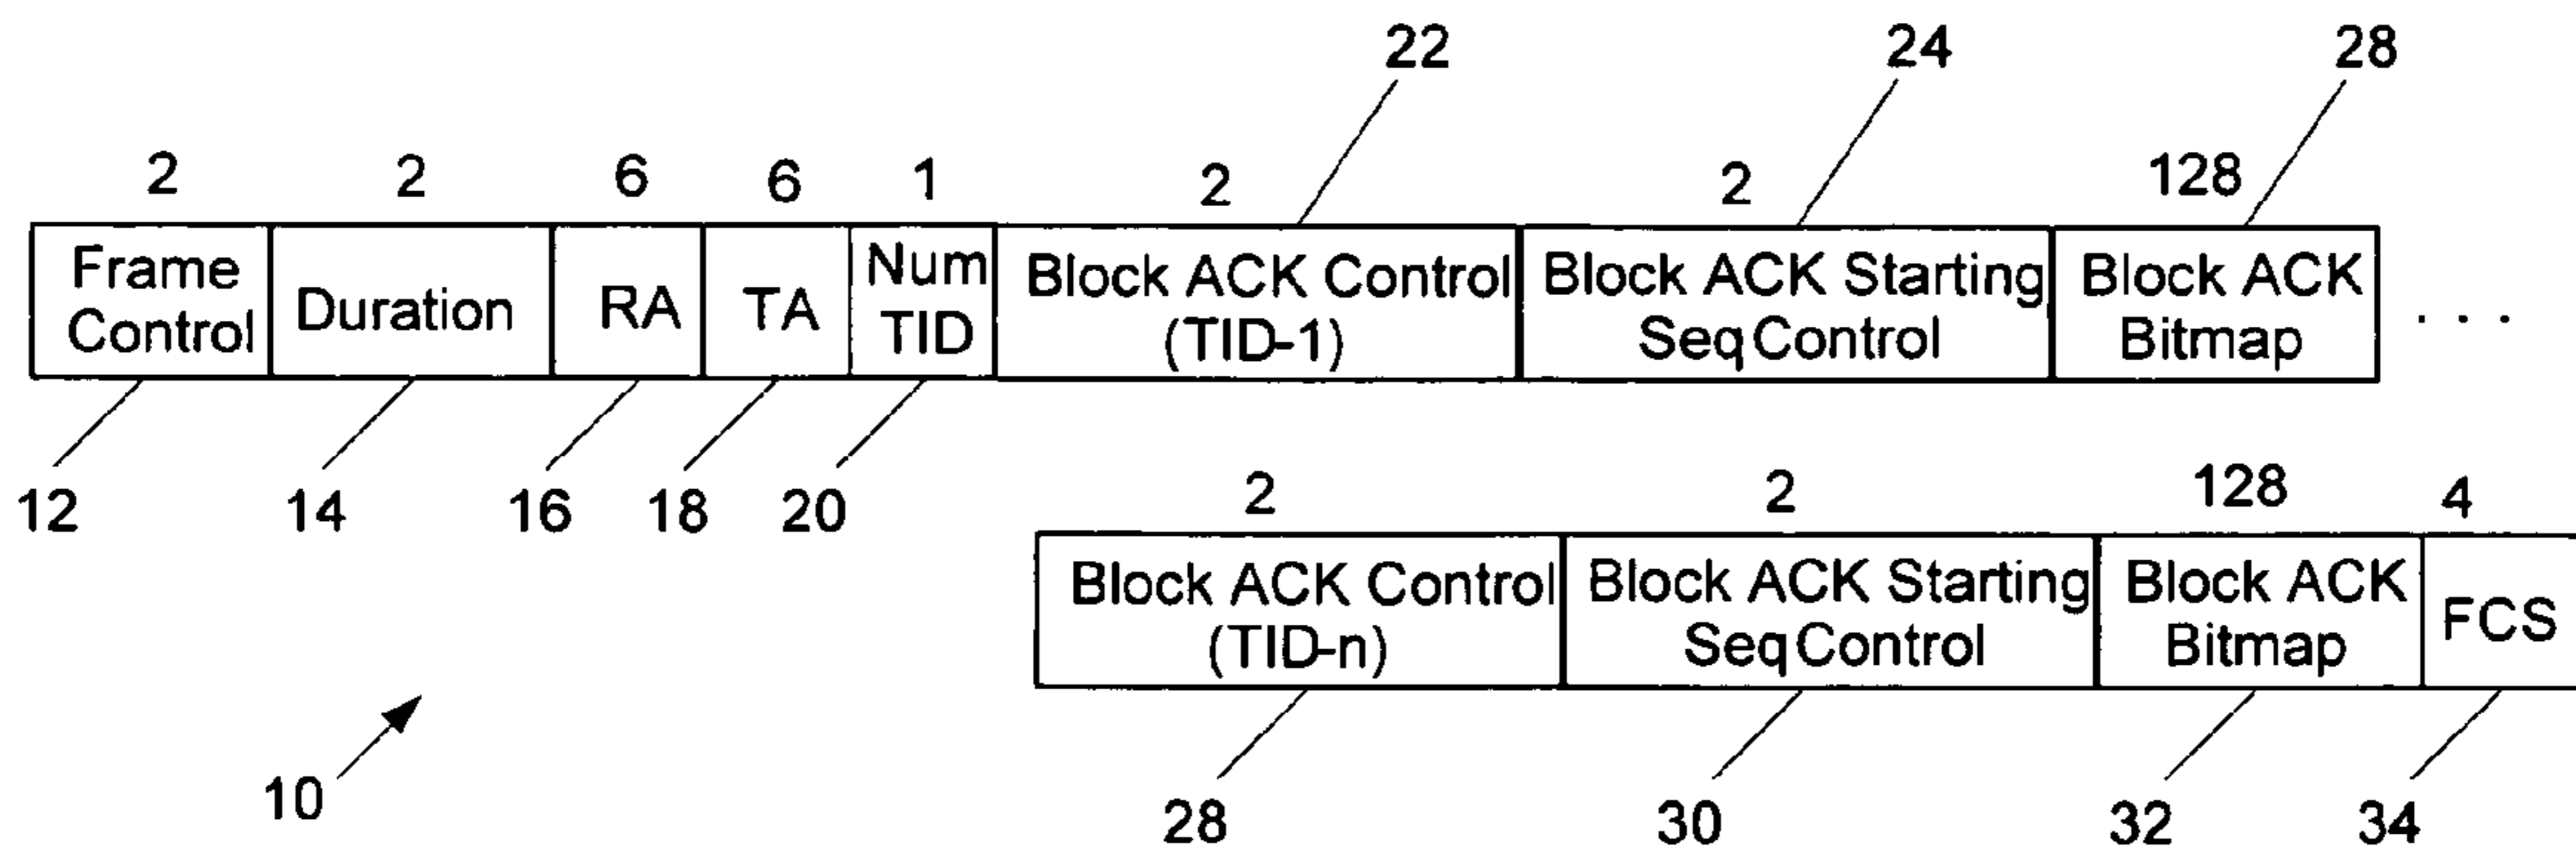 22 24 28
2 2 6 6 1 2 2 128
Frame Control Duration RA TA Num TID Block ACK Control (TID-1) Block ACK Starting Seq Control Block ACK Bitmap . . .
12 14 16 18 20
2 2 128 4
Block ACK Control (TID-n) Block ACK Starting Seq Control Block ACK Bitmap FCS
10
28 30 32 34